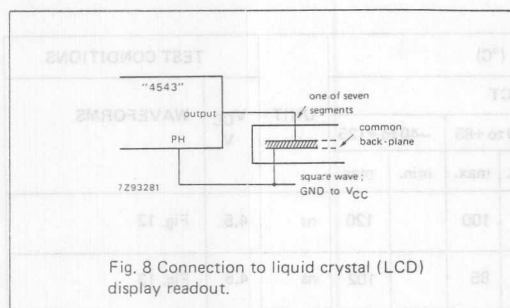 "4543"
output
PH
one of seven
segments
common
back-plane
square wave;
GND to VCC
7Z93281
Fig. 8 Connection to liquid crystal (LCD)
display readout.